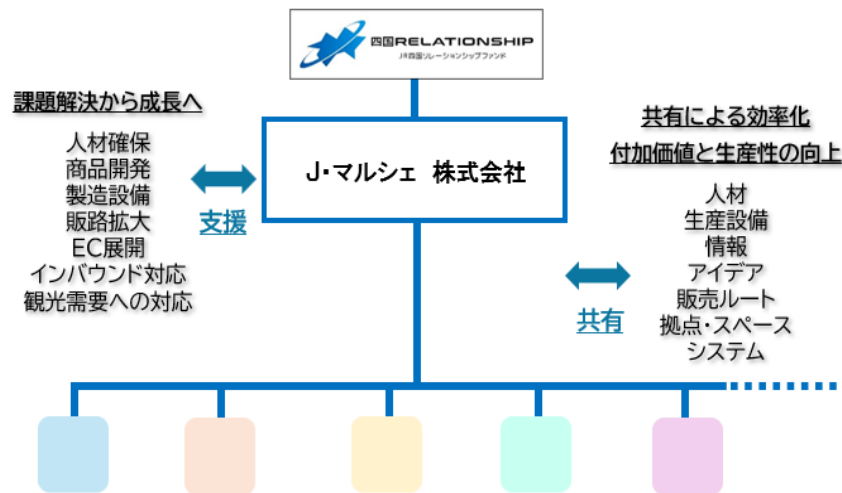 四国RELATIONSHIP
JR四国リレーションシップファンド
課題解決から成長へ
人材確保
商品開発
製造設備
販路拡大
EC展開
インバウンド対応
観光需要への対応
支援
J・マルシェ 株式会社
共有による効率化
付加価値と生産性の向上
人材
生産設備
情報
アイデア
販売ルート
拠点・スペース
システム
共有